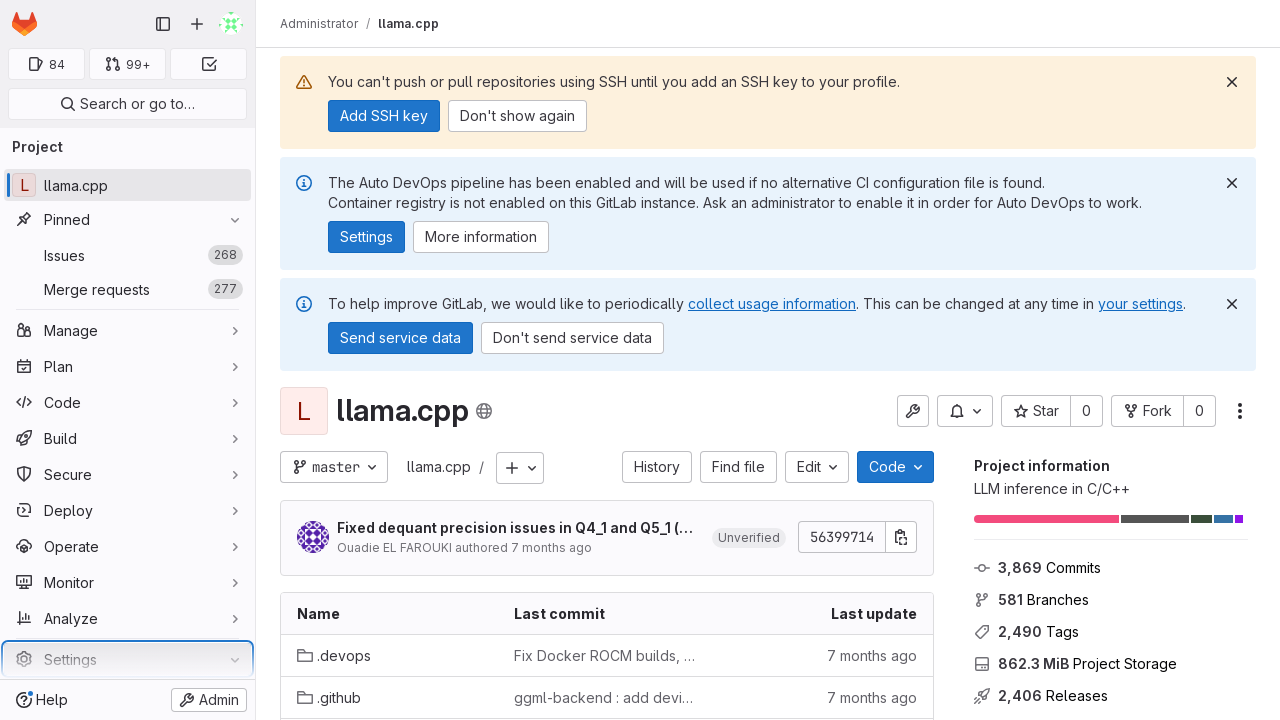 84
99+
Search or go to…
Project
L llama.cpp
Pinned
Issues 268
Merge requests 277
Manage
Plan
Code
Build
Secure
Deploy
Operate
Monitor
Analyze
Settings
Help
Admin
Administrator / llama.cpp
You can't push or pull repositories using SSH until you add an SSH key to your profile.
Add SSH key Don't show again
The Auto DevOps pipeline has been enabled and will be used if no alternative CI configuration file is found.
Container registry is not enabled on this GitLab instance. Ask an administrator to enable it in order for Auto DevOps to work.
Settings More information
To help improve GitLab, we would like to periodically collect usage information. This can be changed at any time in your settings.
Send service data Don't send service data
L llama.cpp
Star 0 Fork 0
master llama.cpp / History Find file Edit Code
Fixed dequant precision issues in Q4_1 and Q5_1 (…
Ouadie EL FAROUKI authored 7 months ago
Unverified 56399714
Name Last commit Last update
.devops Fix Docker ROCM builds, … 7 months ago
.github ggml-backend : add devi… 7 months ago
Project information
LLM inference in C/C++
3,869 Commits
581 Branches
2,490 Tags
862.3 MiB Project Storage
2,406 Releases